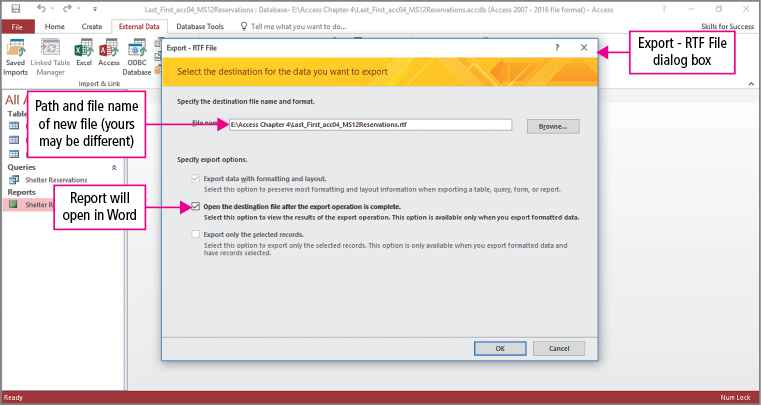 Last_First_acc04_MS12Reservations : Database- E:\Access Chapter 4\Last_First_acc04_MS12Reservations.accdb (Access 2007 - 2016 file format) - Access
File Home Create External Data Database Tools Tell me what you want to do... Skills for Success
Saved Imports
Linked Table Manager
Excel
Access
ODBC Database
Import & Link
All A
Table
Queries
Shelter Reservations
Reports
Shelter Res
Export - RTF File
Select the destination for the data you want to export
Specify the destination file name and format.
File name:
E:\Access Chapter 4\Last_First_acc04_MS12Reservations.rtf
Browse...
Specify export options.
Export data with formatting and layout.
Select this option to preserve most formatting and layout information when exporting a table, query, form, or report.
Open the destination file after the export operation is complete.
Select this option to view the results of the export operation. This option is available only when you export formatted data.
Export only the selected records.
Select this option to export only the selected records. This option is only available when you export formatted data and
have records selected.
OK Cancel
Export - RTF File
dialog box
Path and file name
of new file (yours
may be different)
Report will
open in Word
Ready Num Lock